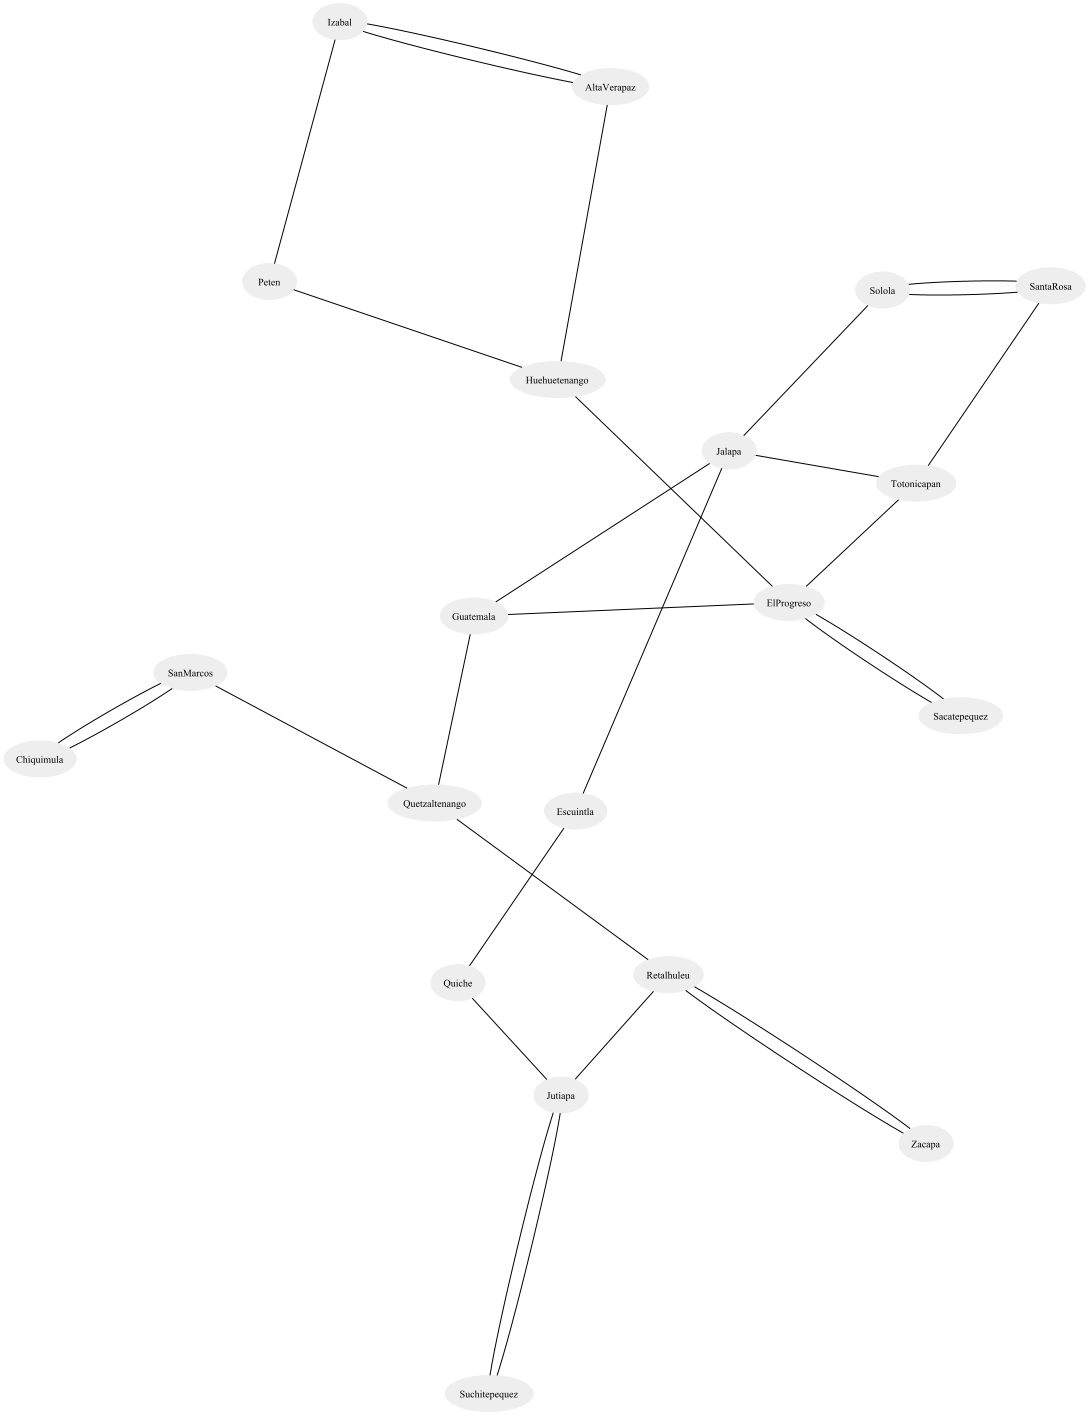 Izabal
AltaVerapaz
Peten
Solola
SantaRosa
Huehuetenango
Jalapa
Totonicapan
ElProgreso
Guatemala
SanMarcos
Sacatepequez
Chiquimula
Quetzaltenango
Escuintla
Retalhuleu
Quiche
Jutiapa
Zacapa
Suchitepequez